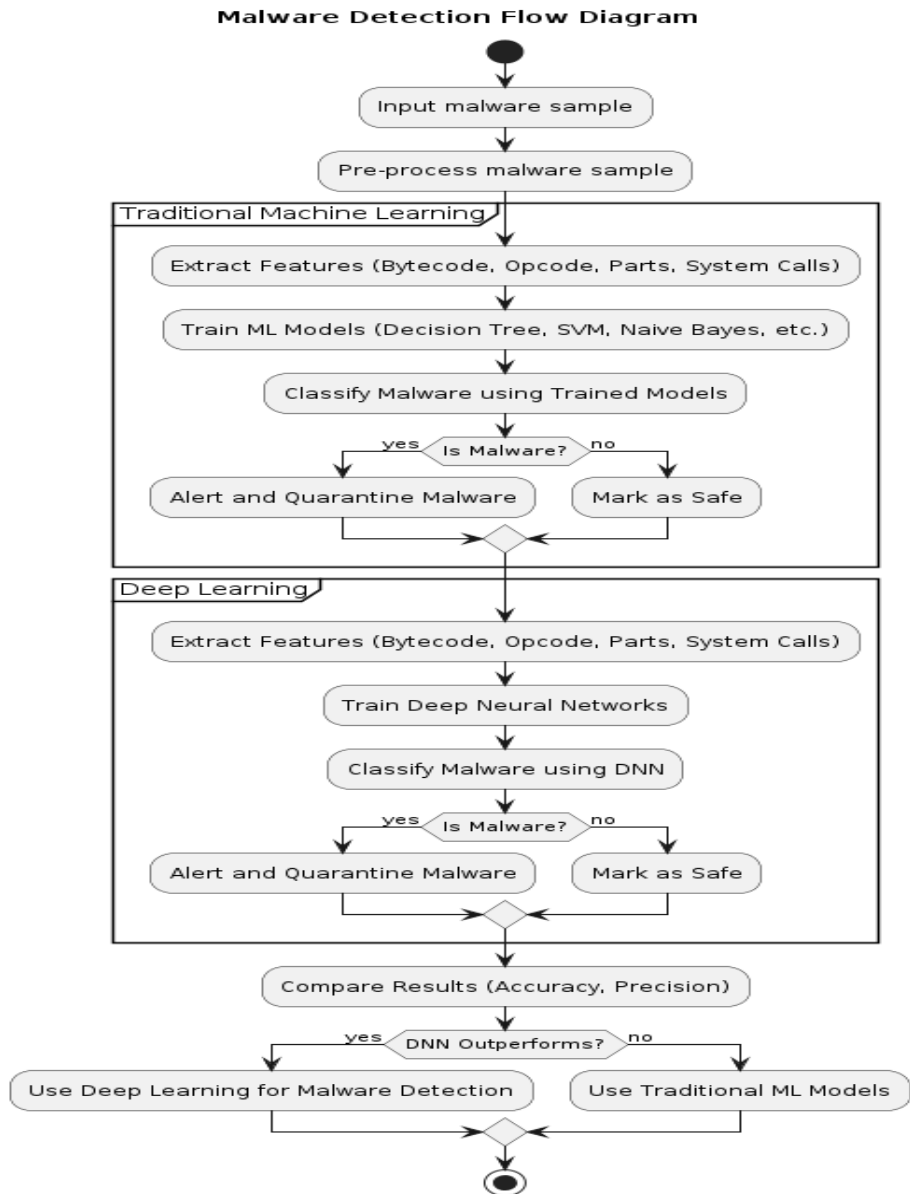 Malware Detection Flow Diagram
Input malware sample
Pre-process malware sample
Traditional Machine Learning
Extract Features (Bytecode, Opcode, Parts, System Calls)
Train ML Models (Decision Tree, SVM, Naive Bayes, etc.)
Classify Malware using Trained Models
yes
Is Malware?
no
Alert and Quarantine Malware
Mark as Safe
Deep Learning
Extract Features (Bytecode, Opcode, Parts, System Calls)
Train Deep Neural Networks
Classify Malware using DNN
yes
Is Malware?
no
Alert and Quarantine Malware
Mark as Safe
Compare Results (Accuracy, Precision)
yes
DNN Outperforms?
no
Use Deep Learning for Malware Detection
Use Traditional ML Models